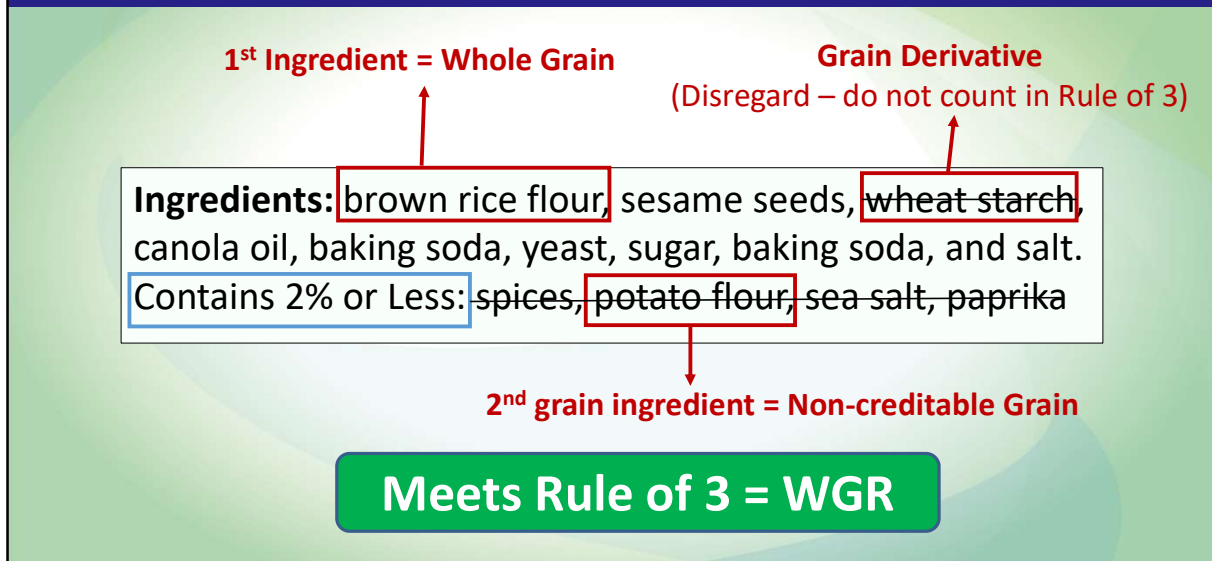 1st Ingredient = Whole Grain
Grain Derivative
(Disregard – do not count in Rule of 3)
Ingredients: brown rice flour, sesame seeds, wheat starch,
canola oil, baking soda, yeast, sugar, baking soda, and salt.
Contains 2% or Less: spices, potato flour, sea salt, paprika
2nd grain ingredient = Non-creditable Grain
Meets Rule of 3 = WGR